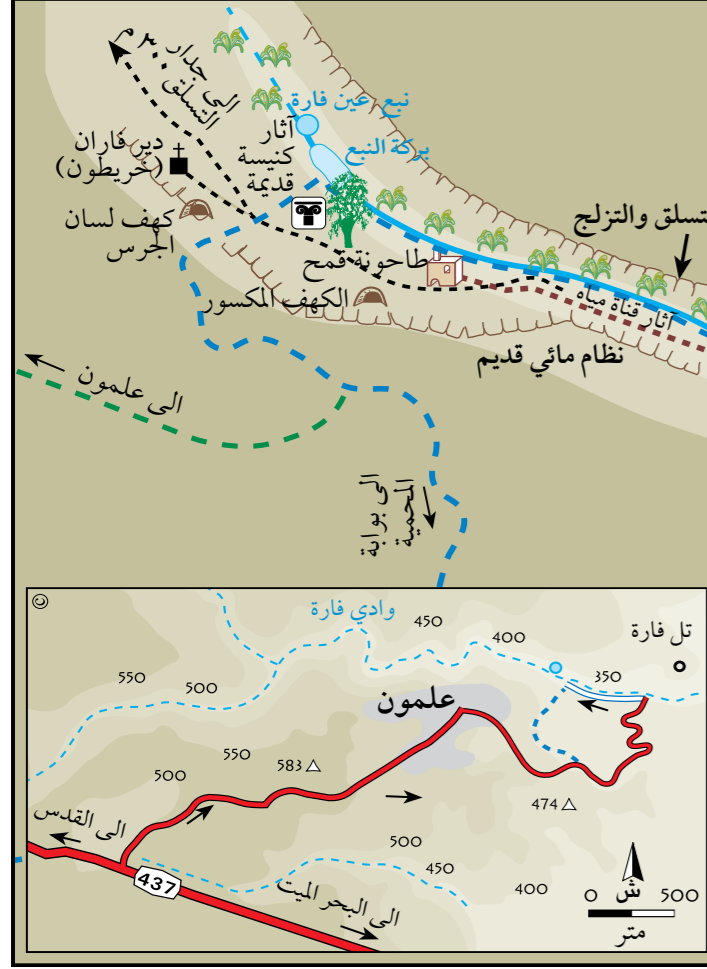 الى جدار
التسلق ٣٠٠ م
نبع عين فارة
آثار
كنيسة
قديمة
بركة النبع
دير فاران
(خريطون)
كهف لسان
الجرس
تسلق والتزلج
طاحونة قمح
الكهف المكسور
آثار قناة مياه
نظام مائي قديم
الى علمون
الى بوابة
المحمية
©
وادي فارة
450
400
تل فارة
550
500
350
علمون
550
583
500
474
الى القدس
500
450
400
437
الى البحر الميت
ش
0 500
متر